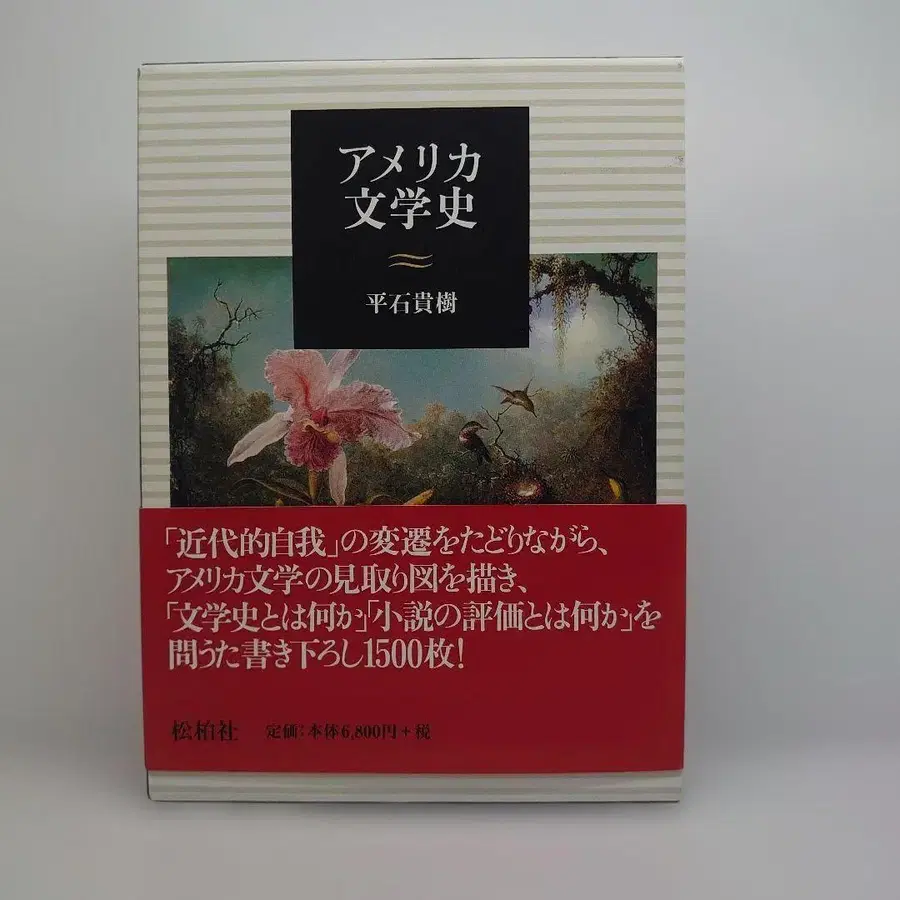 アメリカ
文学史
平石貴樹
「近代的自我」の変遷をたどりながら、
アメリカ文学の見取り図を描き、
「文学史とは何か」「小説の評価とは何か」を
問うた書き下ろし1500枚!
松柏社 定価:本体6,800円+税